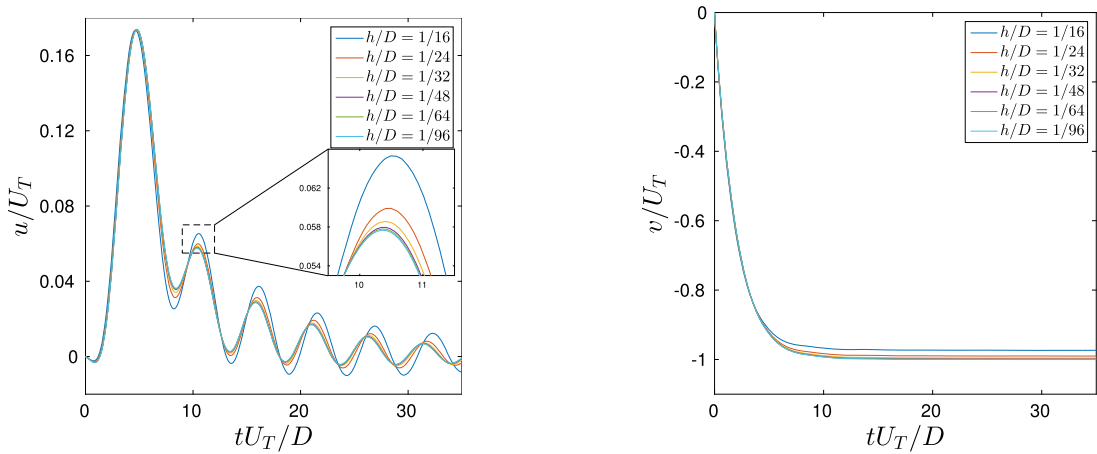 u/U_T
0.16
0.12
0.08
0.04
0
0
10
20
30
tU_T/D
h/D = 1/16
h/D = 1/24
h/D = 1/32
h/D = 1/48
h/D = 1/64
h/D = 1/96
0.062
0.058
0.054
10
11
v/U_T
0
-0.2
-0.4
-0.6
-0.8
-1
0
10
20
30
tU_T/D
h/D = 1/16
h/D = 1/24
h/D = 1/32
h/D = 1/48
h/D = 1/64
h/D = 1/96